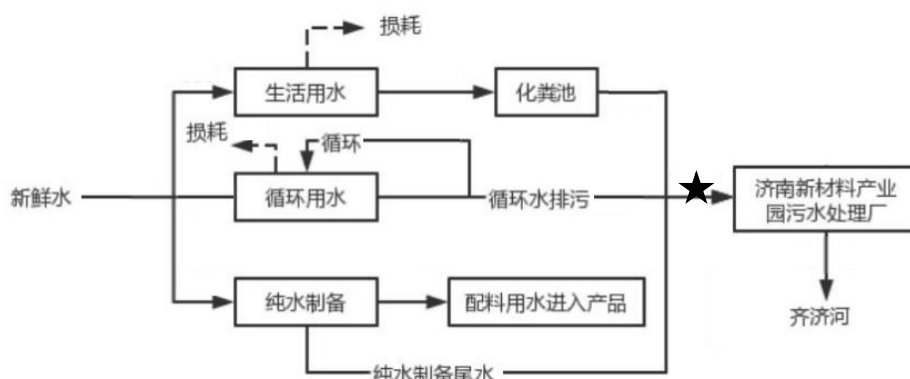 损耗
生活用水
化粪池
损耗
循环
新鲜水
循环用水
循环水排污
济南新材料产业
园污水处理厂
纯水制备
配料用水进入产品
齐济河
纯水制备尾水